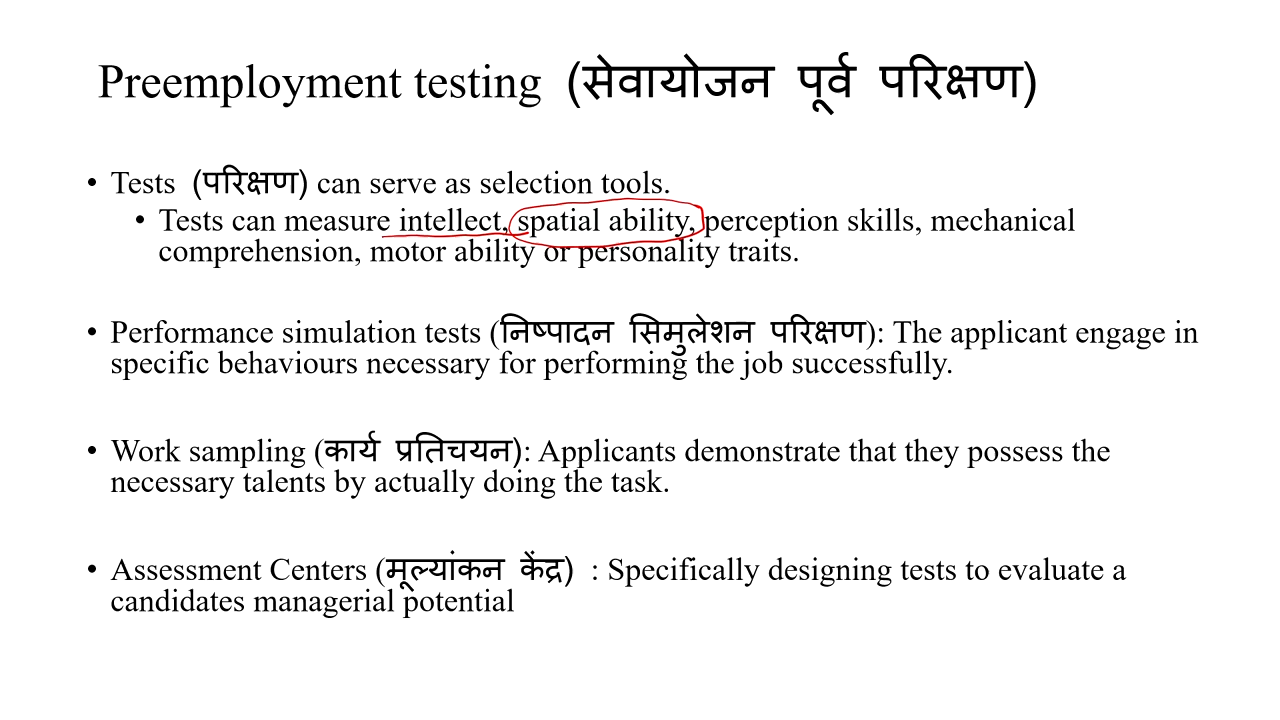 Preemployment testing (सेवायोजन पूर्व परिक्षण)
• Tests (परिक्षण) can serve as selection tools.
• Tests can measure intellect, spatial ability, perception skills, mechanical
comprehension, motor ability or personality traits.
• Performance simulation tests (निष्पादन सिमुलेशन परिक्षण): The applicant engage in
specific behaviours necessary for performing the job successfully.
• Work sampling (कार्य प्रतिचयन): Applicants demonstrate that they possess the
necessary talents by actually doing the task.
• Assessment Centers (मूल्यांकन केंद्र) : Specifically designing tests to evaluate a
candidates managerial potential